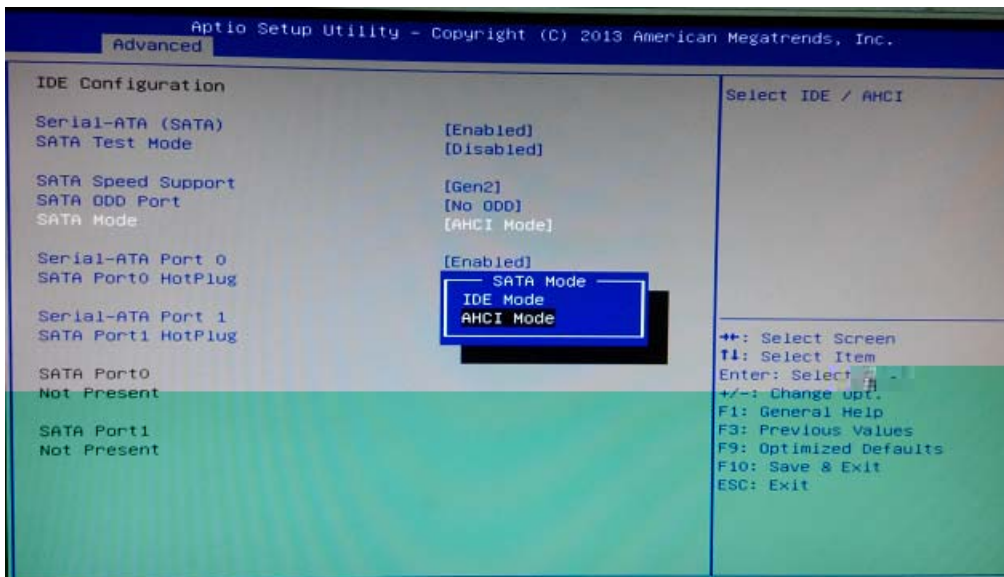 Aptio Setup Utility – Copyright (C) 2013 American Megatrends, Inc.
Advanced
IDE Configuration
Serial-ATA (SATA) [Enabled]
SATA Test Mode [Disabled]
SATA Speed Support [Gen2]
SATA ODD Port [No ODD]
SATA Mode [AHCI Mode]
Serial-ATA Port 0 [Enabled]
SATA Port0 HotPlug
Serial-ATA Port 1
SATA Port1 HotPlug
SATA Port0
Not Present
SATA Port1
Not Present
SATA Mode
IDE Mode
AHCI Mode
Select IDE / AHCI
→←: Select Screen
↑↓: Select Item
Enter: Select
+/-: Change Opt.
F1: General Help
F3: Previous Values
F9: Optimized Defaults
F10: Save & Exit
ESC: Exit